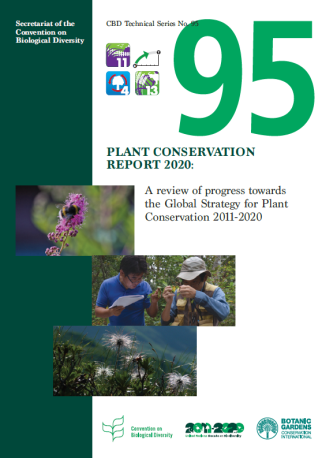 Secretariat of the
Convention on
Biological Diversity
CBD Technical Series No. 95
95
11
4
13
PLANT CONSERVATION
REPORT 2020:
A review of progress towards
the Global Strategy for Plant
Conservation 2011-2020
Convention on
Biological Diversity
2011-2020
BOTANIC
GARDENS
CONSERVATION
INTERNATIONAL